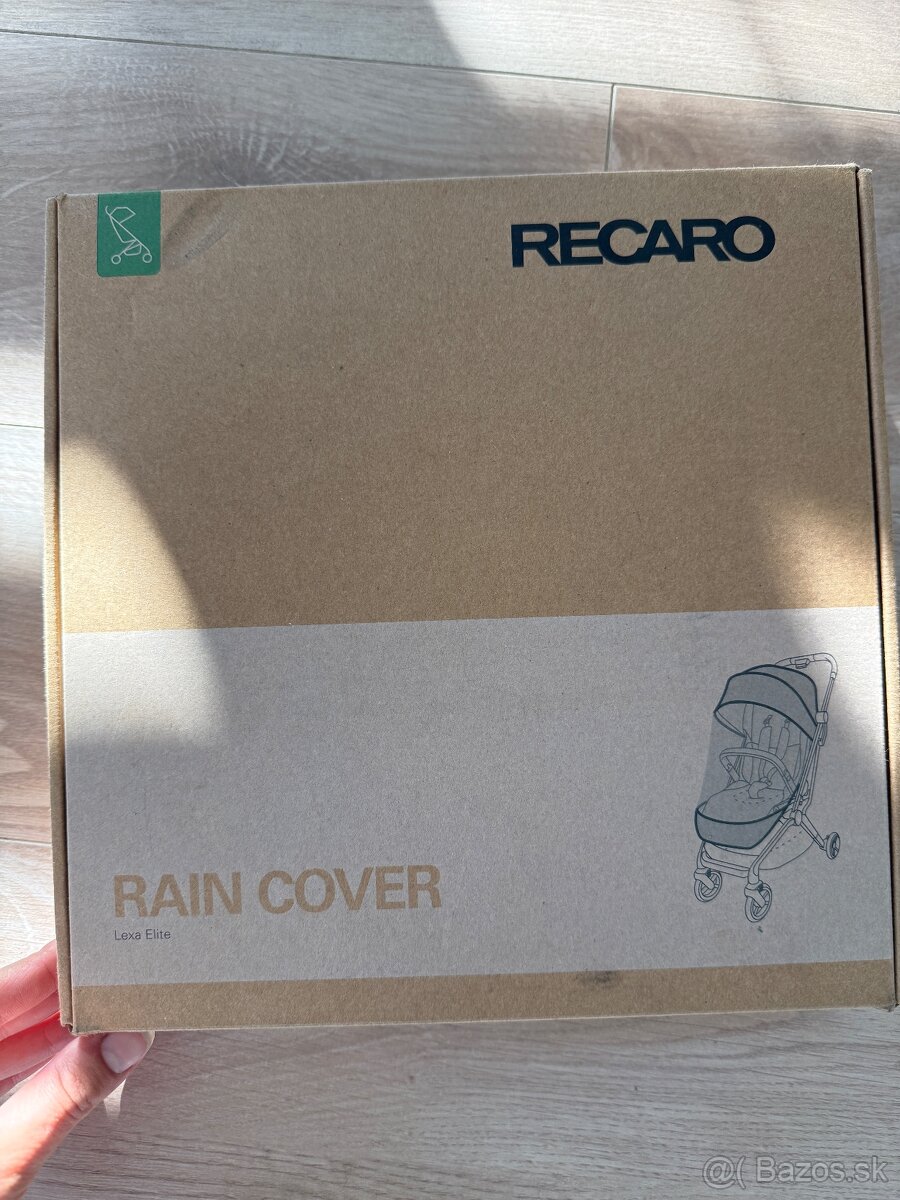 RECARO
RAIN COVER
Lexa Elite
@( Bazos.sk